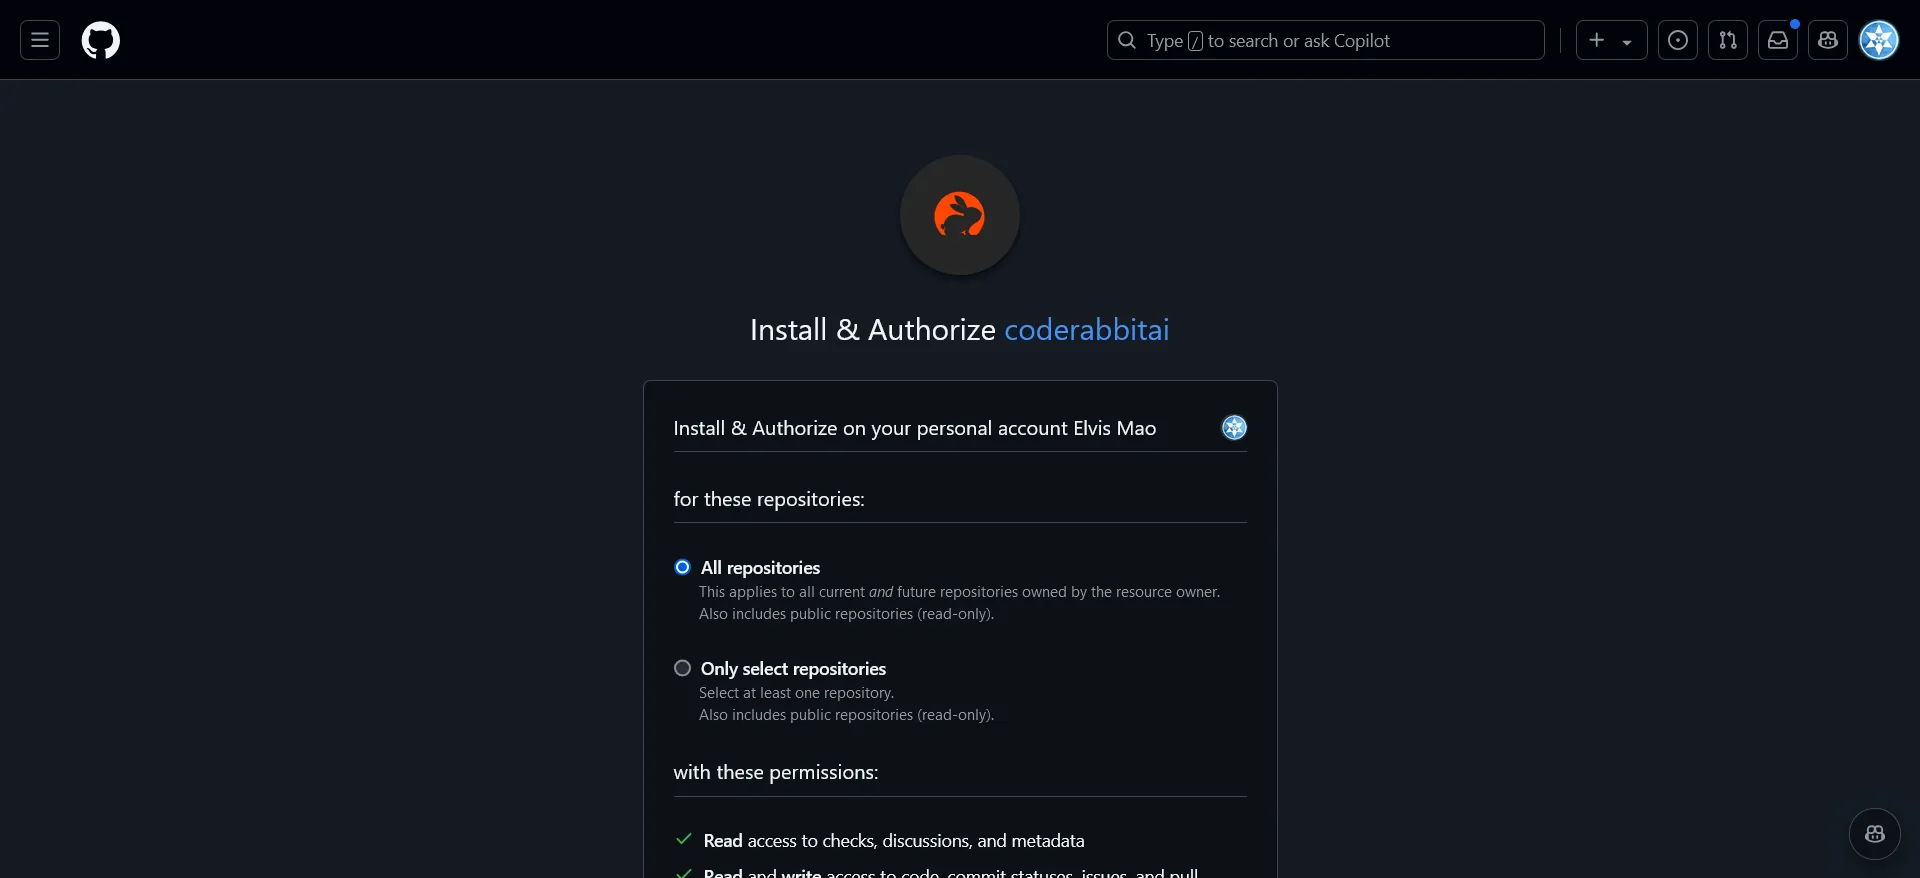 Type / to search or ask Copilot
Install & Authorize coderabbitai
Install & Authorize on your personal account Elvis Mao
for these repositories:
All repositories
This applies to all current and future repositories owned by the resource owner.
Also includes public repositories (read-only).
Only select repositories
Select at least one repository.
Also includes public repositories (read-only).
with these permissions:
Read access to checks, discussions, and metadata
Read and write access to code, commit statuses, issues, and pull